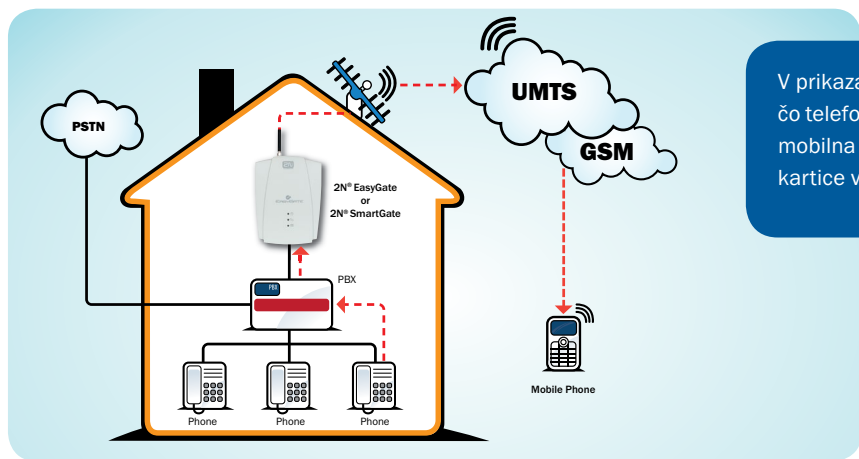 PSTN
UMTS
GSM
2N® EasyGate
or
2N® SmartGate
PBX
PBX
Phone
Phone
Phone
Mobile Phone
V prikaza
čo telefo
mobilna
kartice v